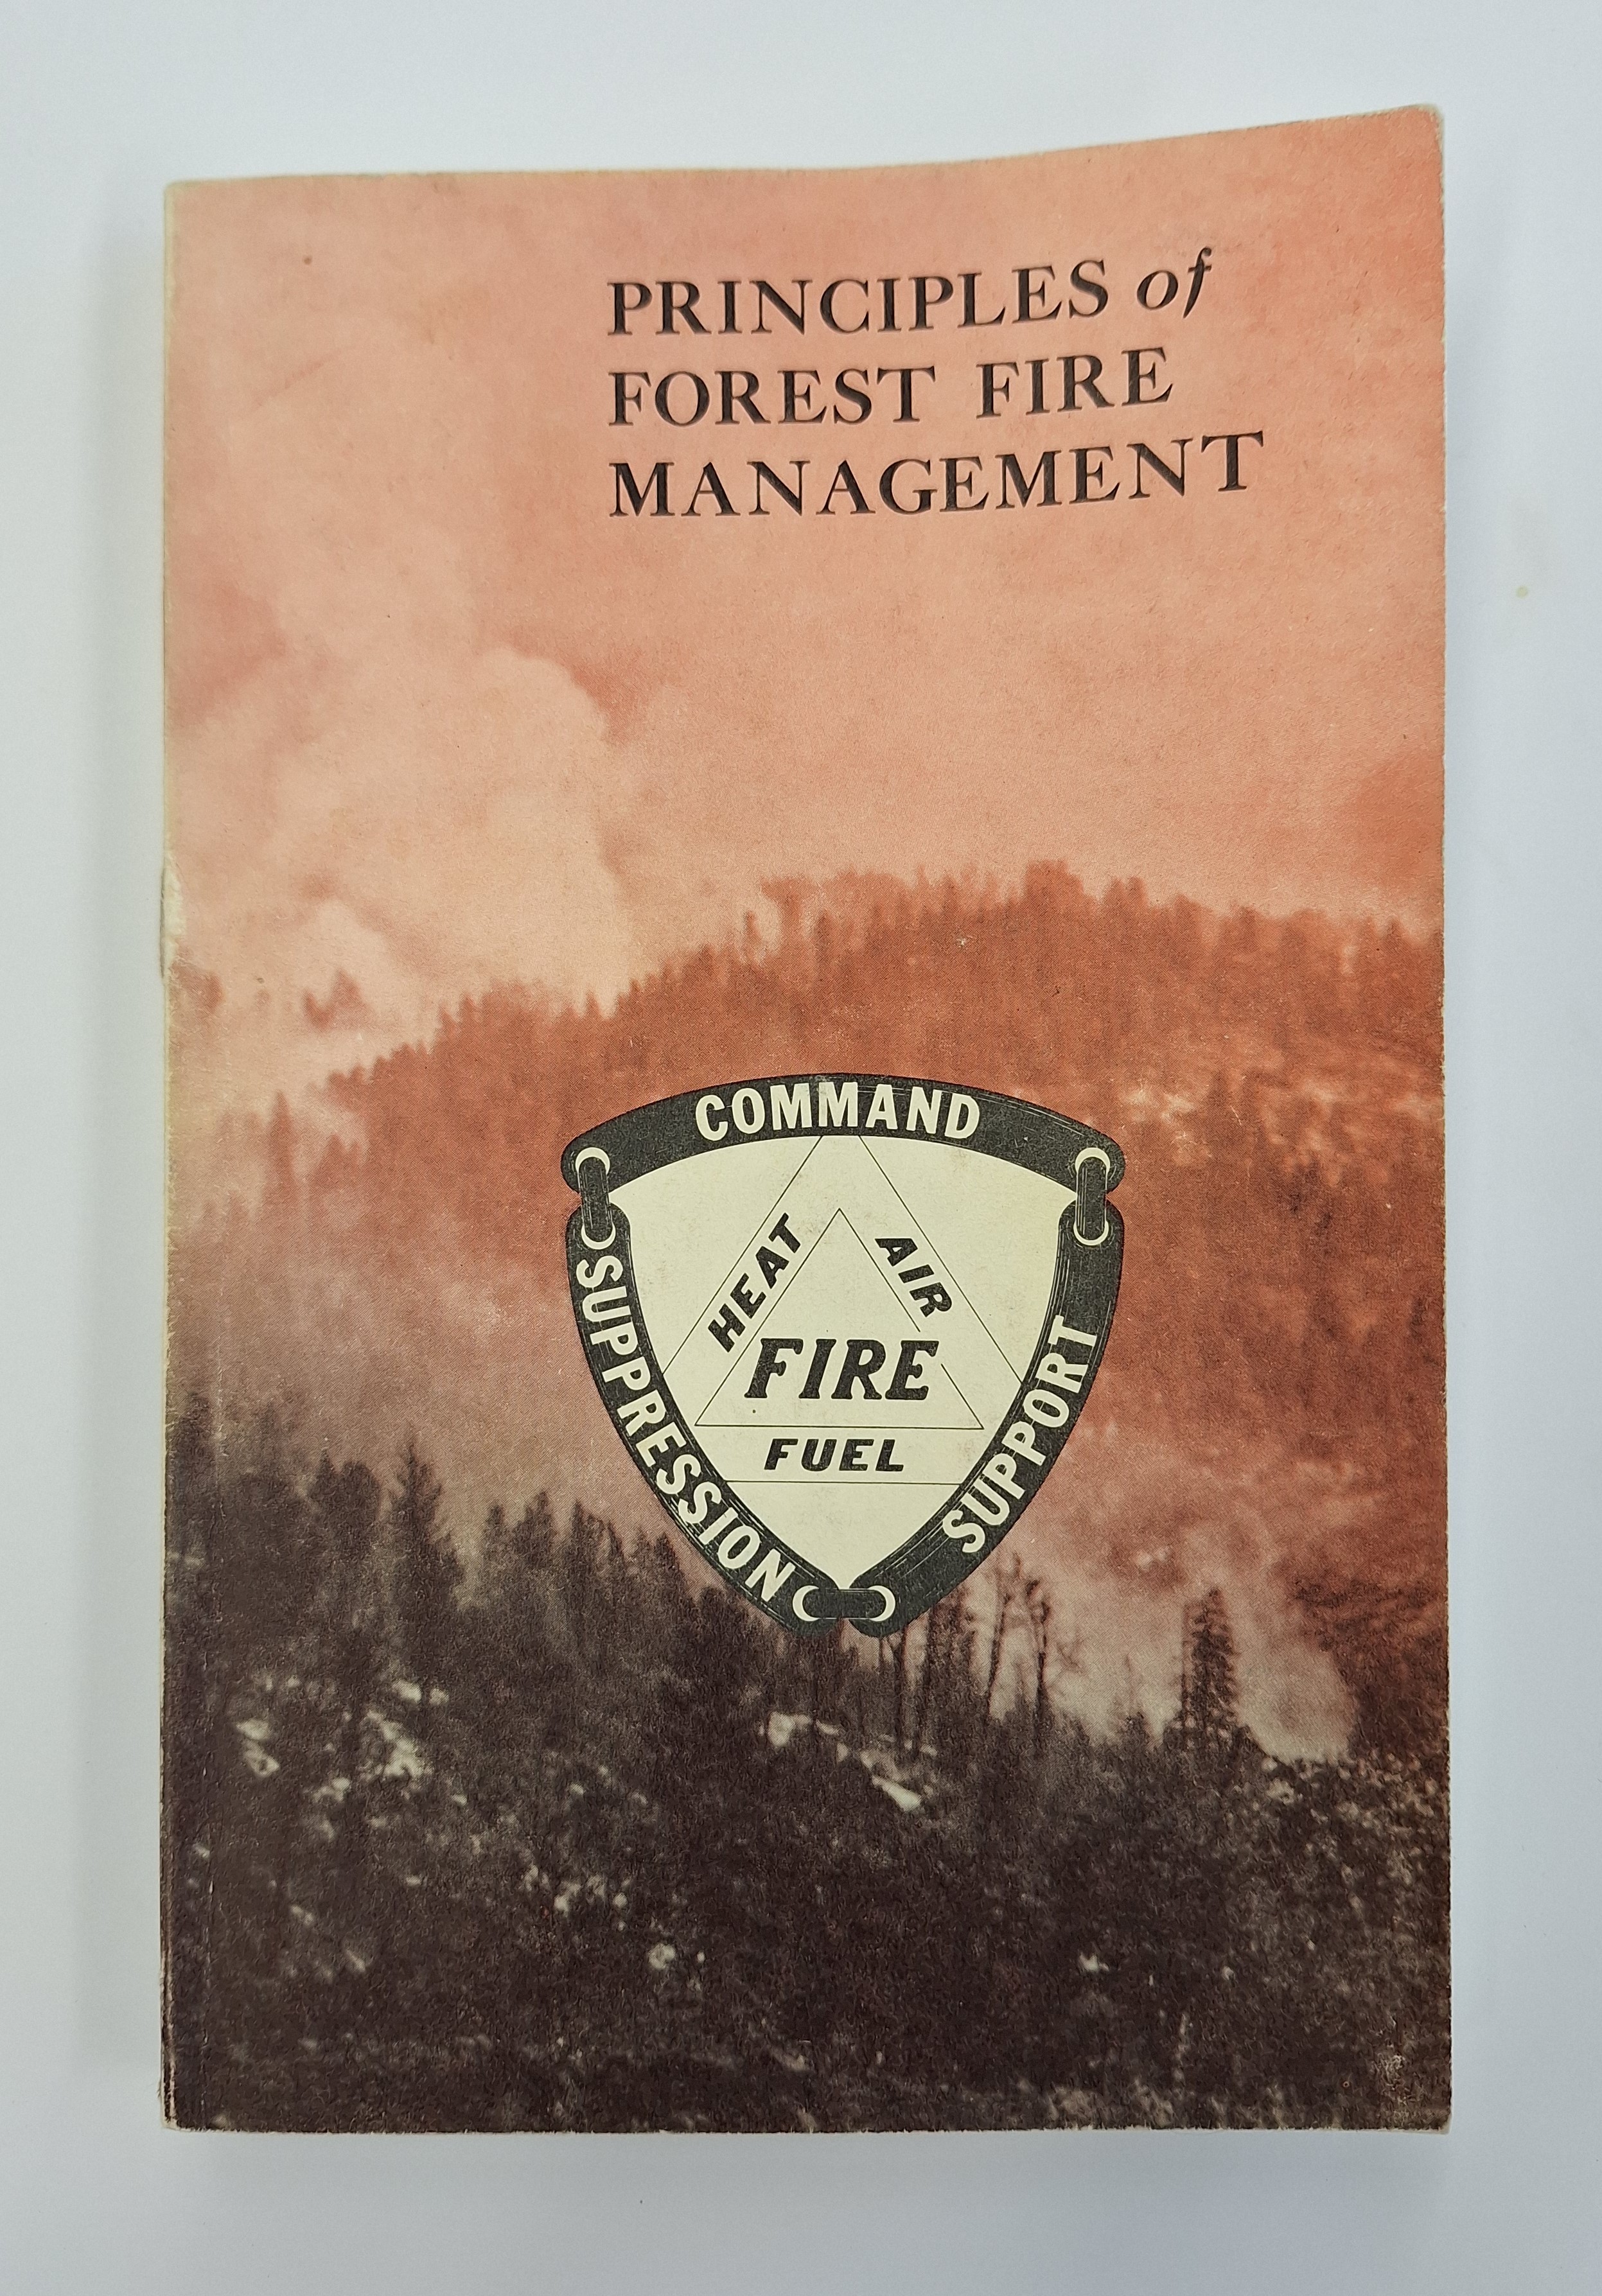 PRINCIPLES of
FOREST FIRE
MANAGEMENT
COMMAND
HEAT
AIR
FIRE
FUEL
SUPPRESSION
SUPPORT